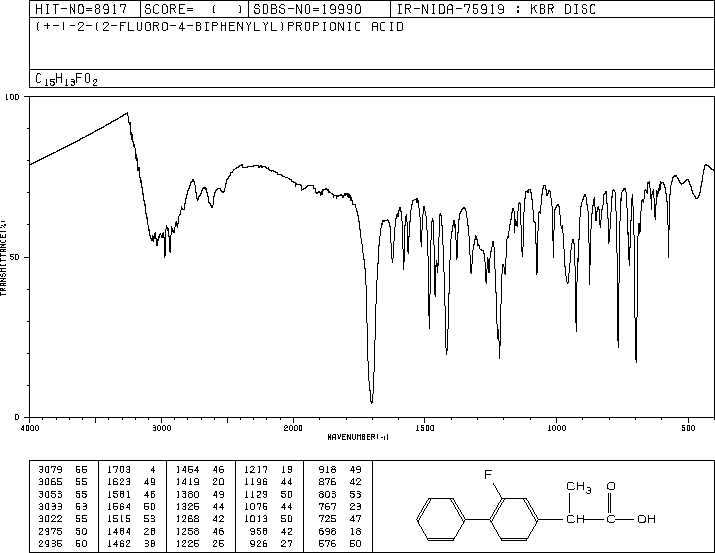 HIT-NO=8917 SCORE= ( ) SDBS-NO=19990 IR-NIDA-75919 : KBR DISC
(+-)-2-(2-FLUORO-4-BIPHENYLYL)PROPIONIC ACID
C15H13FO2
100
50
0
TRANSMITTANCE(%)
4000 3000 2000 1500 1000 500
WAVENUMBER(-1)
3079 55 1703 4 1454 46 1217 19 918 49
3065 55 1623 49 1419 20 1196 44 876 42
3053 55 1581 46 1380 49 1129 50 803 53
3033 53 1564 50 1325 44 1076 44 767 23
3022 55 1515 53 1268 42 1013 50 725 47
2975 50 1484 28 1258 46 958 42 698 18
2935 50 1462 38 1225 25 926 27 576 50
F
CH3 O
CH C OH